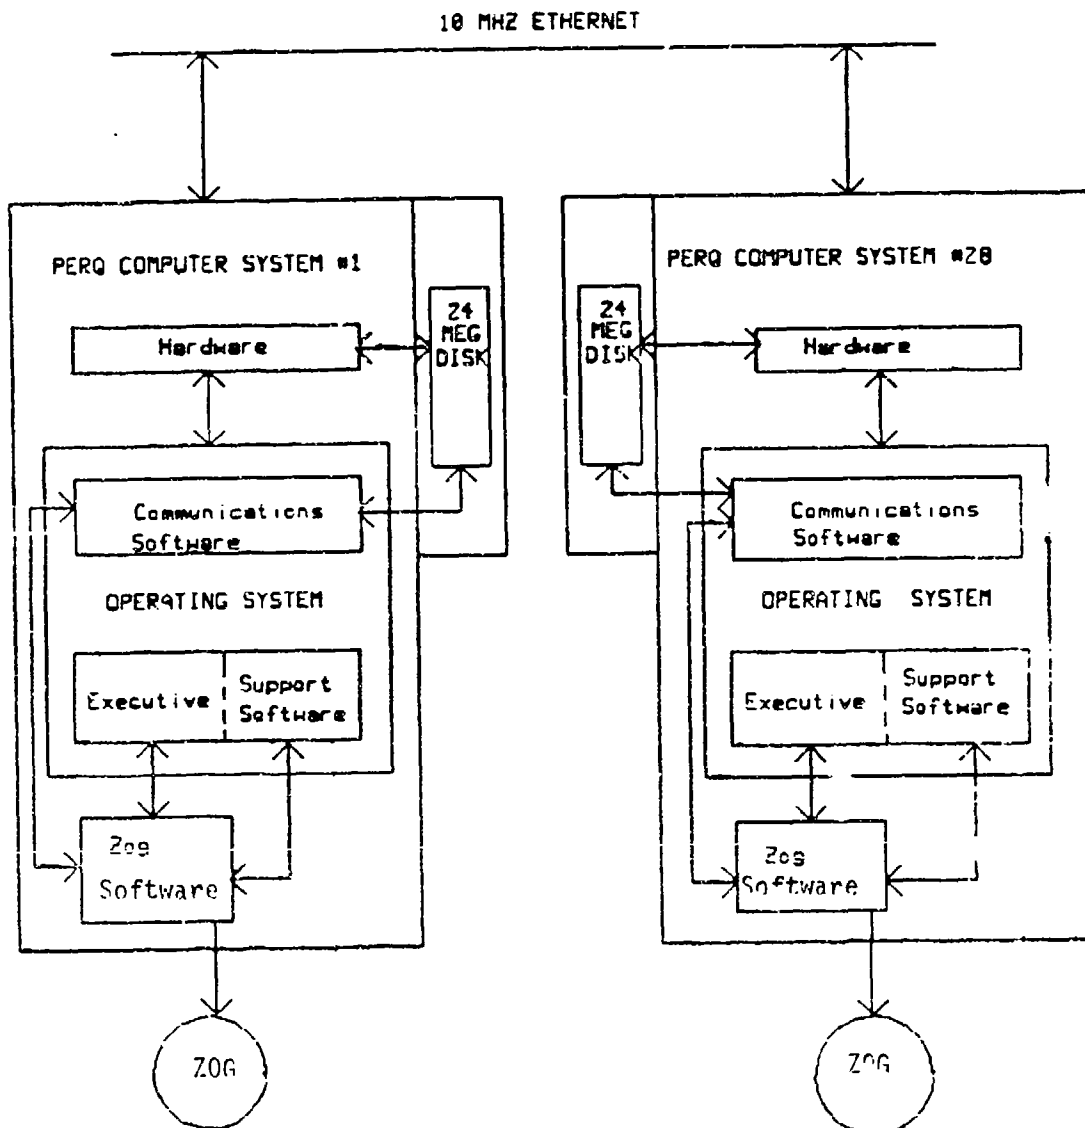 10 MHZ ETHERNET
PERQ COMPUTER SYSTEM #1
24
MEG
DISK
Hardware
Communications
Software
OPERATING SYSTEM
Executive
Support
Software
Zog
Software
ZOG
PERQ COMPUTER SYSTEM #28
24
MEG
DISK
Hardware
Communications
Software
OPERATING SYSTEM
Executive
Support
Software
Zog
Software
ZOG